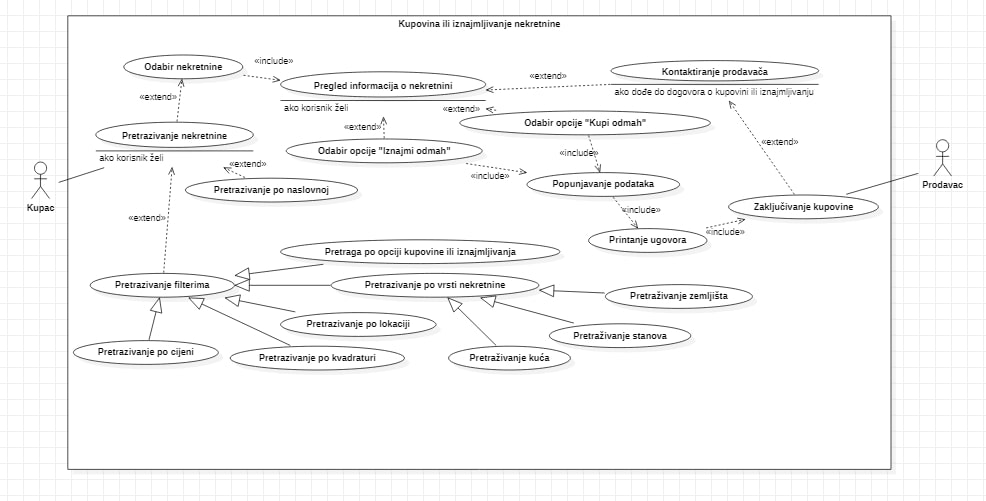 Kupovina ili iznajmljivanje nekretnine
Odabir nekretnine
«include»
Pregled informacija o nekretnini
ako korisnik želi
«extend»
Kontaktiranje prodavača
ako dođe do dogovora o kupovini ili iznajmljivanju
«extend»
«extend»
Odabir opcije "Kupi odmah"
Pretrazivanje nekretnine
ako korisnik želi
«extend»
Odabir opcije "Iznajmi odmah"
«include»
«extend»
«extend»
Pretrazivanje po naslovnoj
«include»
Popunjavanje podataka
Kupac
Prodavac
«extend»
«include»
Zaključivanje kupovine
«include»
Printanje ugovora
Pretraga po opciji kupovine ili iznajmljivanja
Pretrazivanje filterima
Pretrazivanje po vrsti nekretnine
Pretraživanje zemljišta
Pretrazivanje po lokaciji
Pretraživanje stanova
Pretrazivanje po cijeni
Pretrazivanje po kvadraturi
Pretraživanje kuća